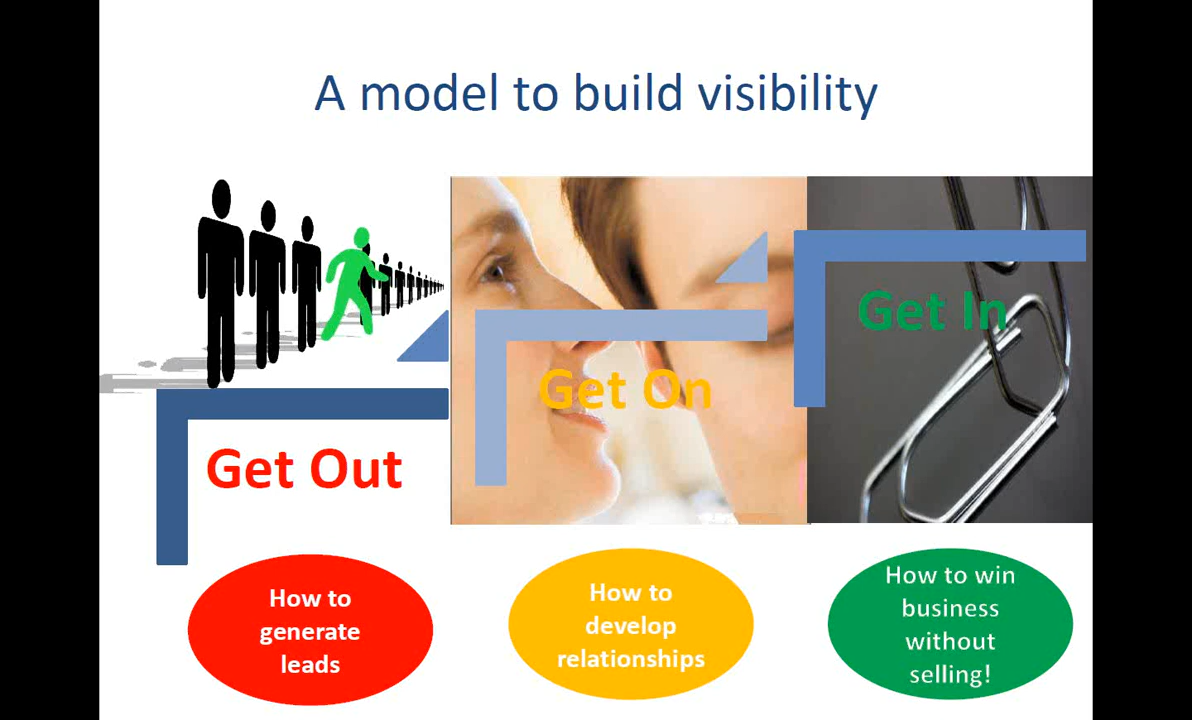 A model to build visibility
Get Out
Get On
Get In
How to
generate
leads
How to
develop
relationships
How to win
business
without
selling!